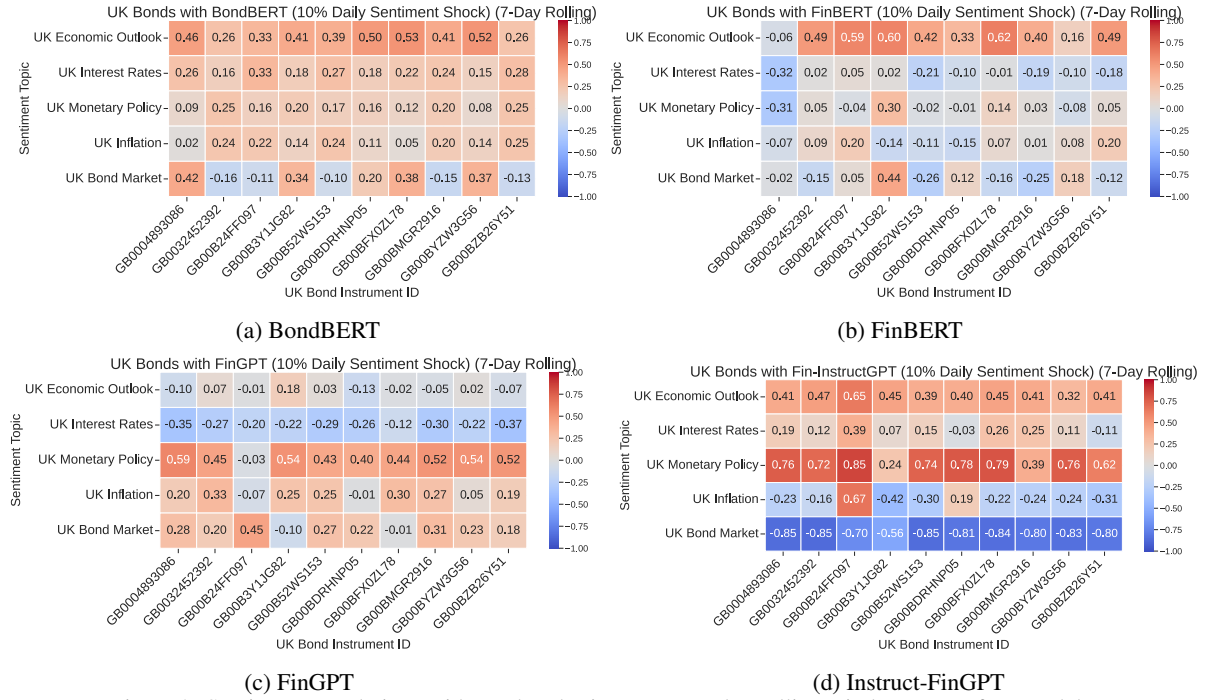 UK Bonds with BondBERT (10% Daily Sentiment Shock) (7-Day Rolling)
Sentiment Topic
UK Economic Outlook 0.46 0.26 0.33 0.41 0.39 0.50 0.53 0.41 0.52 0.26
UK Interest Rates 0.26 0.16 0.33 0.18 0.27 0.18 0.22 0.24 0.15 0.28
UK Monetary Policy 0.09 0.25 0.16 0.20 0.17 0.16 0.12 0.20 0.08 0.25
UK Inflation 0.02 0.24 0.22 0.14 0.24 0.11 0.05 0.20 0.14 0.25
UK Bond Market 0.42 -0.16 -0.11 0.34 -0.10 0.20 0.38 -0.15 0.37 -0.13
1.00
0.75
0.50
0.25
0.00
-0.25
-0.50
-0.75
-1.00
GB0004893086 GB0032452392 GB00B24FF097 GB00B3Y1JG82 GB00B52WS153 GB00BDRHNP05 GB00BFX0ZL78 GB00BMGR2916 GB00BYZW3G56 GB00BZB26Y51
UK Bond Instrument ID
(a) BondBERT
UK Bonds with FinBERT (10% Daily Sentiment Shock) (7-Day Rolling)
Sentiment Topic
UK Economic Outlook -0.06 0.49 0.59 0.60 0.42 0.33 0.62 0.40 0.16 0.49
UK Interest Rates -0.32 0.02 0.05 0.02 -0.21 -0.10 -0.01 -0.19 -0.10 -0.18
UK Monetary Policy -0.31 0.05 -0.04 0.30 -0.02 -0.01 0.14 0.03 -0.08 0.05
UK Inflation -0.07 0.09 0.20 -0.14 -0.11 -0.15 0.07 0.01 0.08 0.20
UK Bond Market -0.02 -0.15 0.05 0.44 -0.26 0.12 -0.16 -0.25 0.18 -0.12
1.00
0.75
0.50
0.25
0.00
-0.25
-0.50
-0.75
-1.00
GB0004893086 GB0032452392 GB00B24FF097 GB00B3Y1JG82 GB00B52WS153 GB00BDRHNP05 GB00BFX0ZL78 GB00BMGR2916 GB00BYZW3G56 GB00BZB26Y51
UK Bond Instrument ID
(b) FinBERT
UK Bonds with FinGPT (10% Daily Sentiment Shock) (7-Day Rolling)
Sentiment Topic
UK Economic Outlook -0.10 0.07 -0.01 0.18 0.03 -0.13 -0.02 -0.05 0.02 -0.07
UK Interest Rates -0.35 -0.27 -0.20 -0.22 -0.29 -0.26 -0.12 -0.30 -0.22 -0.37
UK Monetary Policy 0.59 0.45 -0.03 0.54 0.43 0.40 0.44 0.52 0.54 0.52
UK Inflation 0.20 0.33 -0.07 0.25 0.25 -0.01 0.30 0.27 0.05 0.19
UK Bond Market 0.28 0.20 0.45 -0.10 0.27 0.22 -0.01 0.31 0.23 0.18
1.00
0.75
0.50
0.25
0.00
-0.25
-0.50
-0.75
-1.00
GB0004893086 GB0032452392 GB00B24FF097 GB00B3Y1JG82 GB00B52WS153 GB00BDRHNP05 GB00BFX0ZL78 GB00BMGR2916 GB00BYZW3G56 GB00BZB26Y51
UK Bond Instrument ID
(c) FinGPT
UK Bonds with Fin-InstructGPT (10% Daily Sentiment Shock) (7-Day Rolling)
Sentiment Topic
UK Economic Outlook 0.41 0.47 0.65 0.45 0.39 0.40 0.45 0.41 0.32 0.41
UK Interest Rates 0.19 0.12 0.39 0.07 0.15 -0.03 0.26 0.25 0.11 -0.11
UK Monetary Policy 0.76 0.72 0.85 0.24 0.74 0.78 0.79 0.39 0.76 0.62
UK Inflation -0.23 -0.16 0.67 -0.42 -0.30 0.19 -0.22 -0.24 -0.24 -0.31
UK Bond Market -0.85 -0.85 -0.70 -0.56 -0.85 -0.81 -0.84 -0.80 -0.83 -0.80
1.00
0.75
0.50
0.25
0.00
-0.25
-0.50
-0.75
-1.00
GB0004893086 GB0032452392 GB00B24FF097 GB00B3Y1JG82 GB00B52WS153 GB00BDRHNP05 GB00BFX0ZL78 GB00BMGR2916 GB00BYZW3G56 GB00BZB26Y51
UK Bond Instrument ID
(d) Instruct-FinGPT